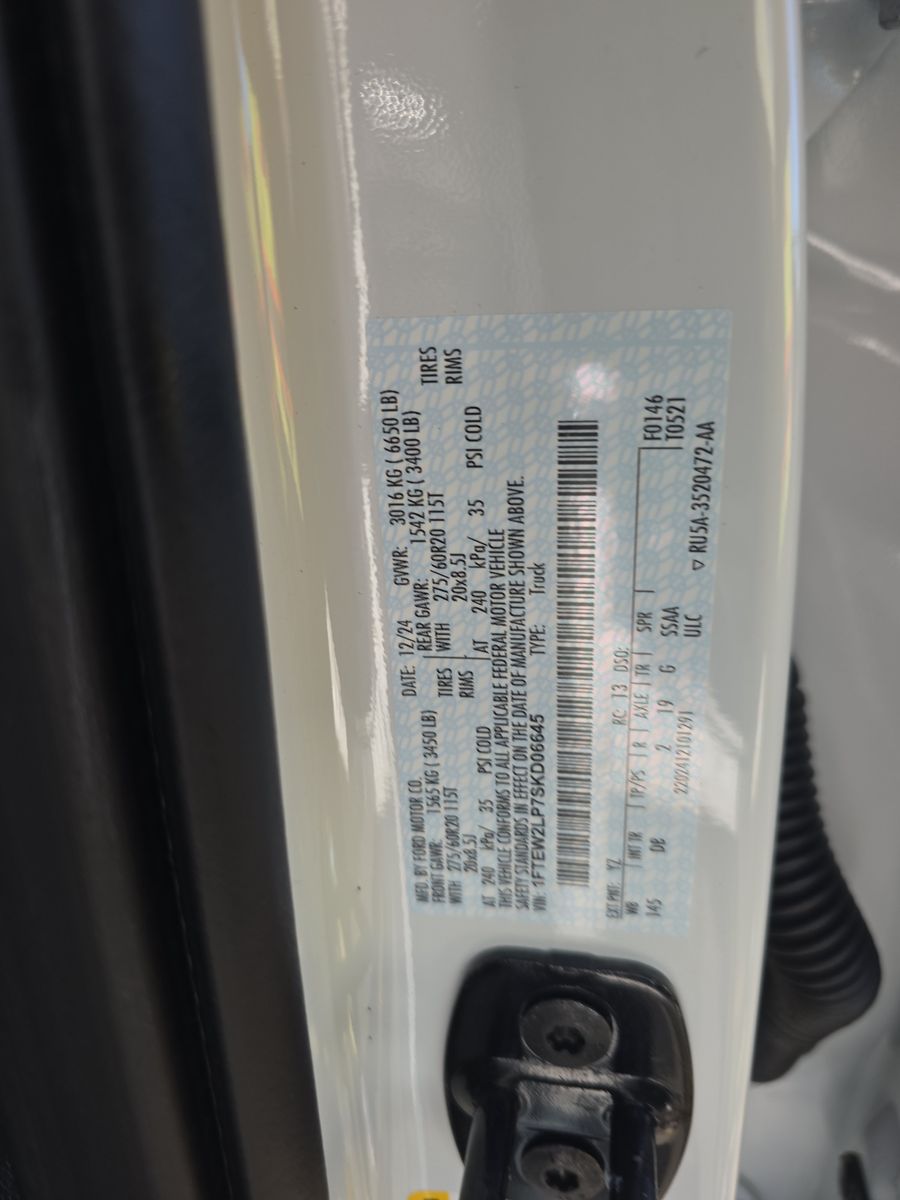 MFD. BY FORD MOTOR CO.
DATE: 12/24 GVWR: 3016 KG ( 6650 LB)
FRONT GAWR: 1565 KG ( 3450 LB) REAR GAWR: 1542 KG ( 3400 LB)
WITH 275/60R20 115T TIRES WITH 275/60R20 115T TIRES
20x8.5J RIMS 20x8.5J RIMS
AT 240 kPa/ 35 PSI COLD AT 240 kPa/ 35 PSI COLD
THIS VEHICLE CONFORMS TO ALL APPLICABLE FEDERAL MOTOR VEHICLE
SAFETY STANDARDS IN EFFECT ON THE DATE OF MANUFACTURE SHOWN ABOVE.
VIN: 1FTEW2LP7SKD06645 TYPE: Truck
EXT PNT: YZ RC: 13 DSO:
WB INT TR TP/PS R AXLE TR SPR F0146
145 DB 2 19 G SSAA T0521
2202412101291 ULC ▽ RU5A-3520472-AA